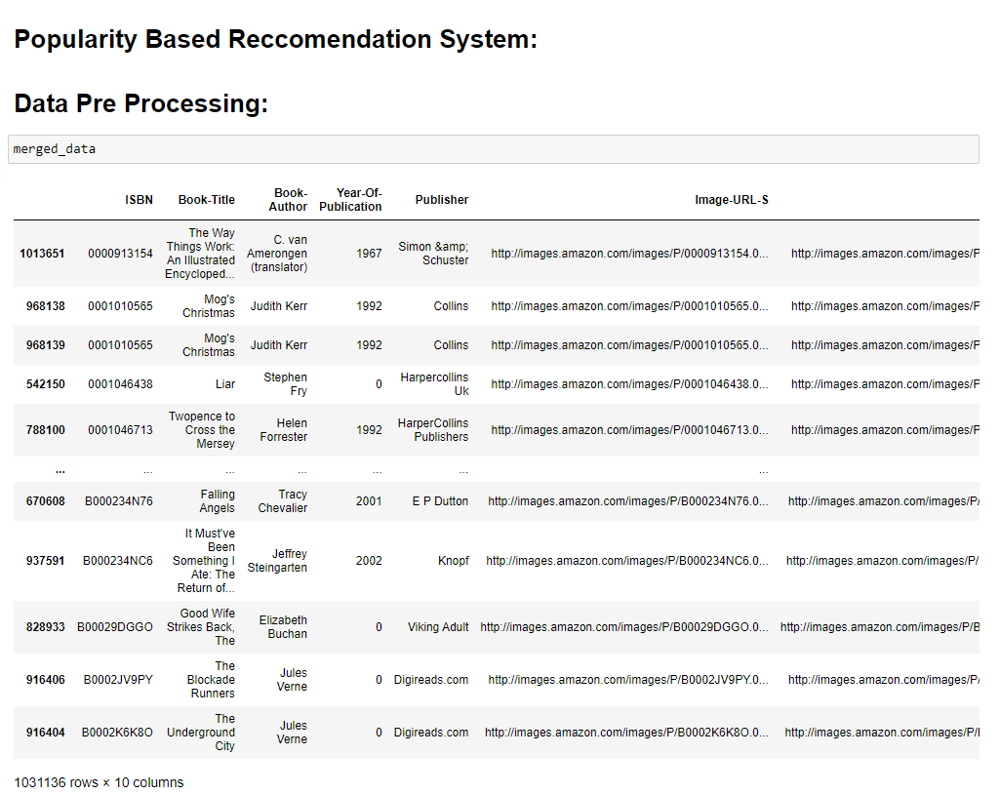 Popularity Based Reccomendation System:
Data Pre Processing:
merged_data
ISBN Book-Title Book-Author Year-Of-Publication Publisher Image-URL-S
1013651 0000913154 The Way Things Work: An Illustrated Encycloped... C. van Amerongen (translator) 1967 Simon &amp; Schuster http://images.amazon.com/images/P/0000913154.0... http://images.amazon.com/images/P
968138 0001010565 Mog's Christmas Judith Kerr 1992 Collins http://images.amazon.com/images/P/0001010565.0... http://images.amazon.com/images/P
968139 0001010565 Mog's Christmas Judith Kerr 1992 Collins http://images.amazon.com/images/P/0001010565.0... http://images.amazon.com/images/P
542150 0001046438 Liar Stephen Fry 0 Harpercollins Uk http://images.amazon.com/images/P/0001046438.0... http://images.amazon.com/images/P
788100 0001046713 Twopence to Cross the Mersey Helen Forrester 1992 HarperCollins Publishers http://images.amazon.com/images/P/0001046713.0... http://images.amazon.com/images/P
... ... ... ... ... ... ...
670608 B000234N76 Falling Angels Tracy Chevalier 2001 E P Dutton http://images.amazon.com/images/P/B000234N76.0... http://images.amazon.com/images/P/
937591 B000234NC6 It Must've Been Something I Ate: The Return of... Jeffrey Steingarten 2002 Knopf http://images.amazon.com/images/P/B000234NC6.0... http://images.amazon.com/images/P/
828933 B00029DGGO Good Wife Strikes Back, The Elizabeth Buchan 0 Viking Adult http://images.amazon.com/images/P/B00029DGGO.0... http://images.amazon.com/images/P/B
916406 B0002JV9PY The Blockade Runners Jules Verne 0 Digireads.com http://images.amazon.com/images/P/B0002JV9PY.0... http://images.amazon.com/images/P/
916404 B0002K6K8O The Underground City Jules Verne 0 Digireads.com http://images.amazon.com/images/P/B0002K6K8O.0... http://images.amazon.com/images/P/
1031136 rows × 10 columns